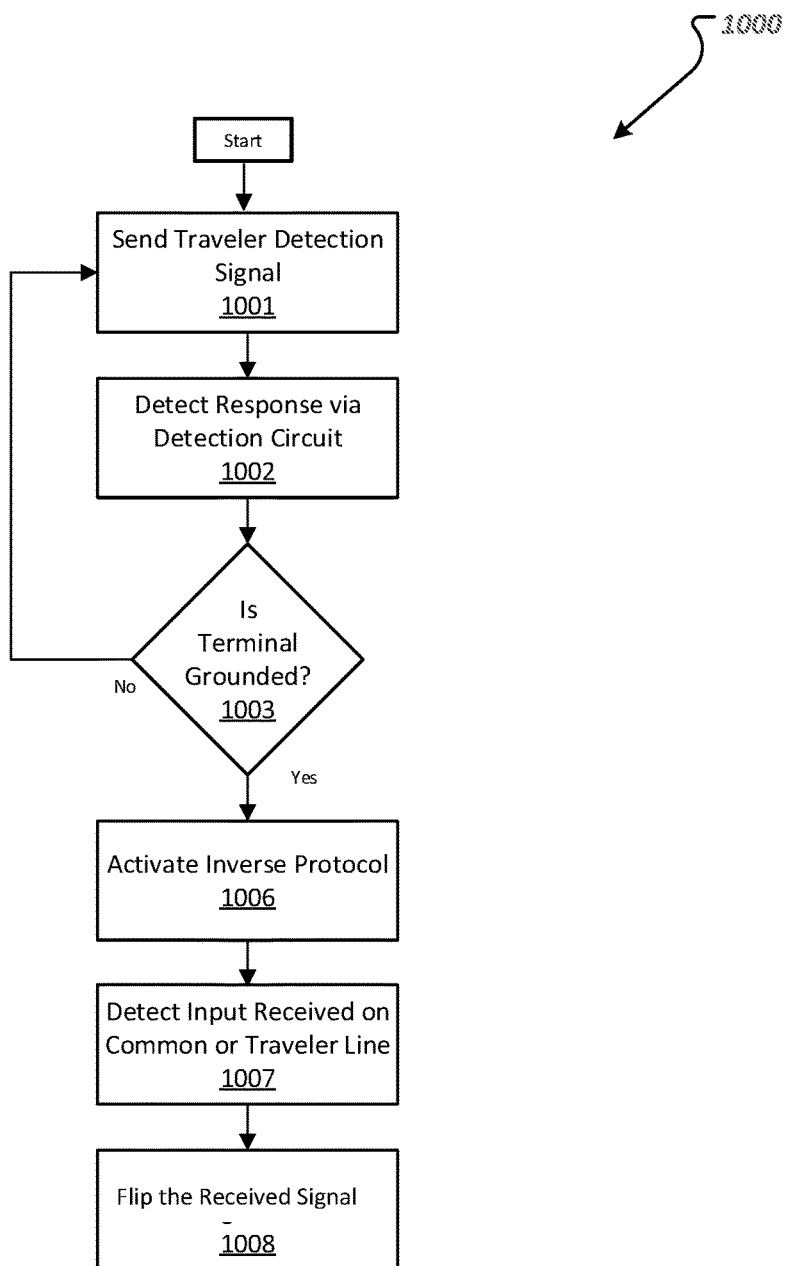 1000
Start
Send Traveler Detection
Signal
1001
Detect Response via
Detection Circuit
1002
Is
Terminal
Grounded?
1003
No
Yes
Activate Inverse Protocol
1006
Detect Input Received on
Common or Traveler Line
1007
Flip the Received Signal
1008